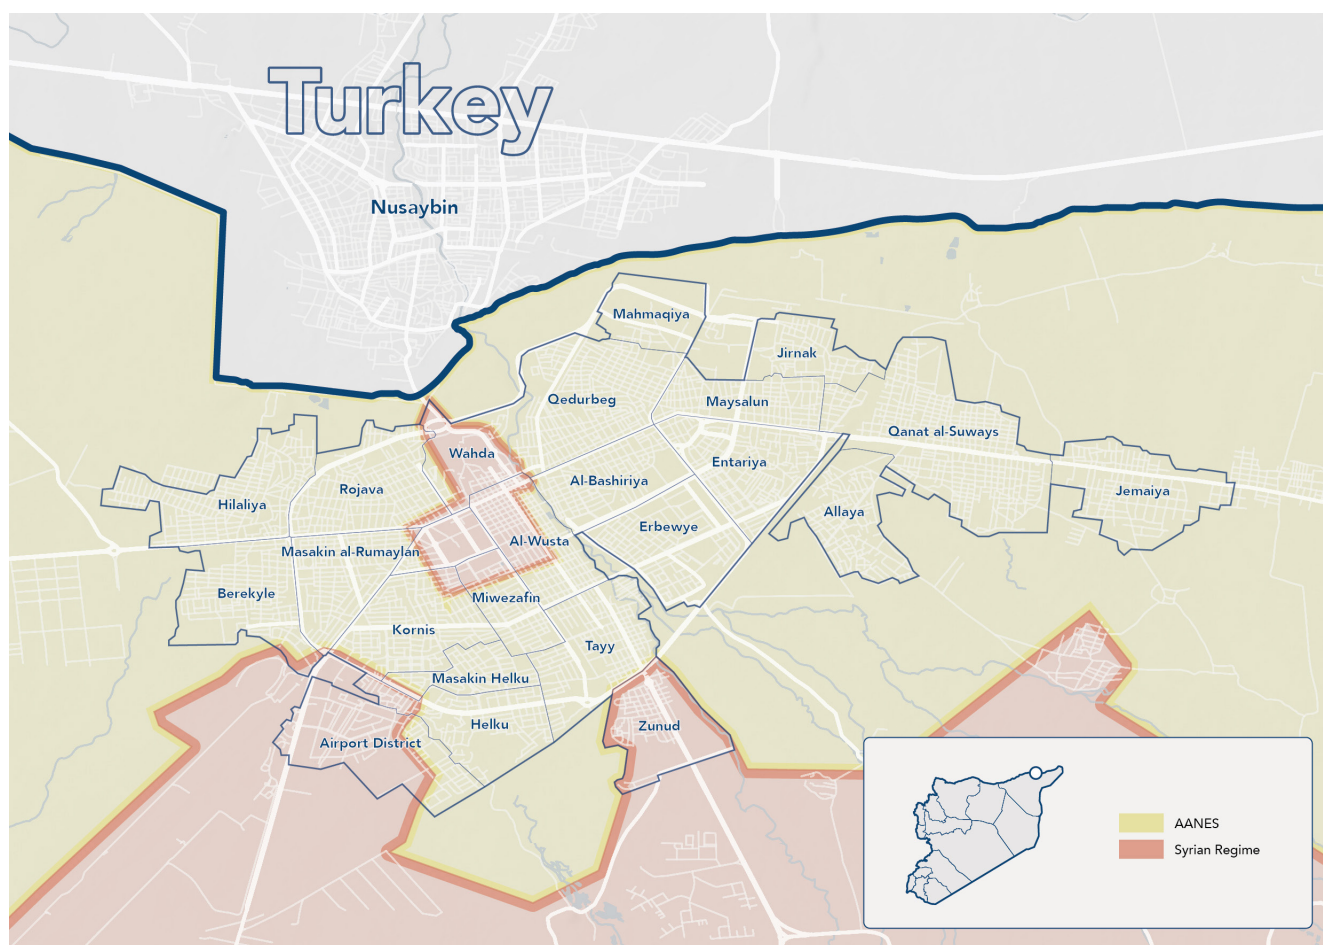 Turkey
Nusaybin
Mahmaqiya
Jirnak
Qedurbeg
Maysalun
Qanat al-Suways
Wahda
Entariya
Al-Bashiriya
Rojava
Jemaiya
Hilaliya
Allaya
Erbewye
Al-Wusta
Masakin al-Rumaylan
Berekyle
Miwezafin
Kornis
Tayy
Masakin Helku
Helku
Zunud
Airport District
AANES
Syrian Regime